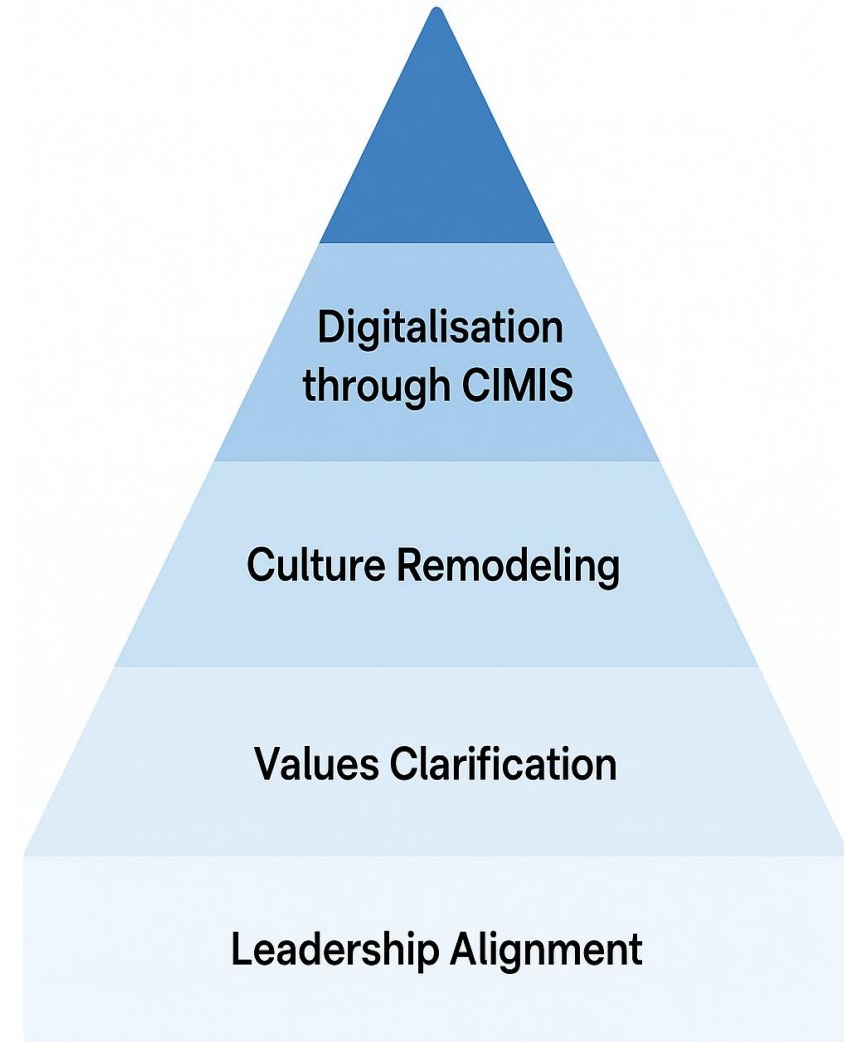 Digitalisation
through CIMIS
Culture Remodeling
Values Clarification
Leadership Alignment